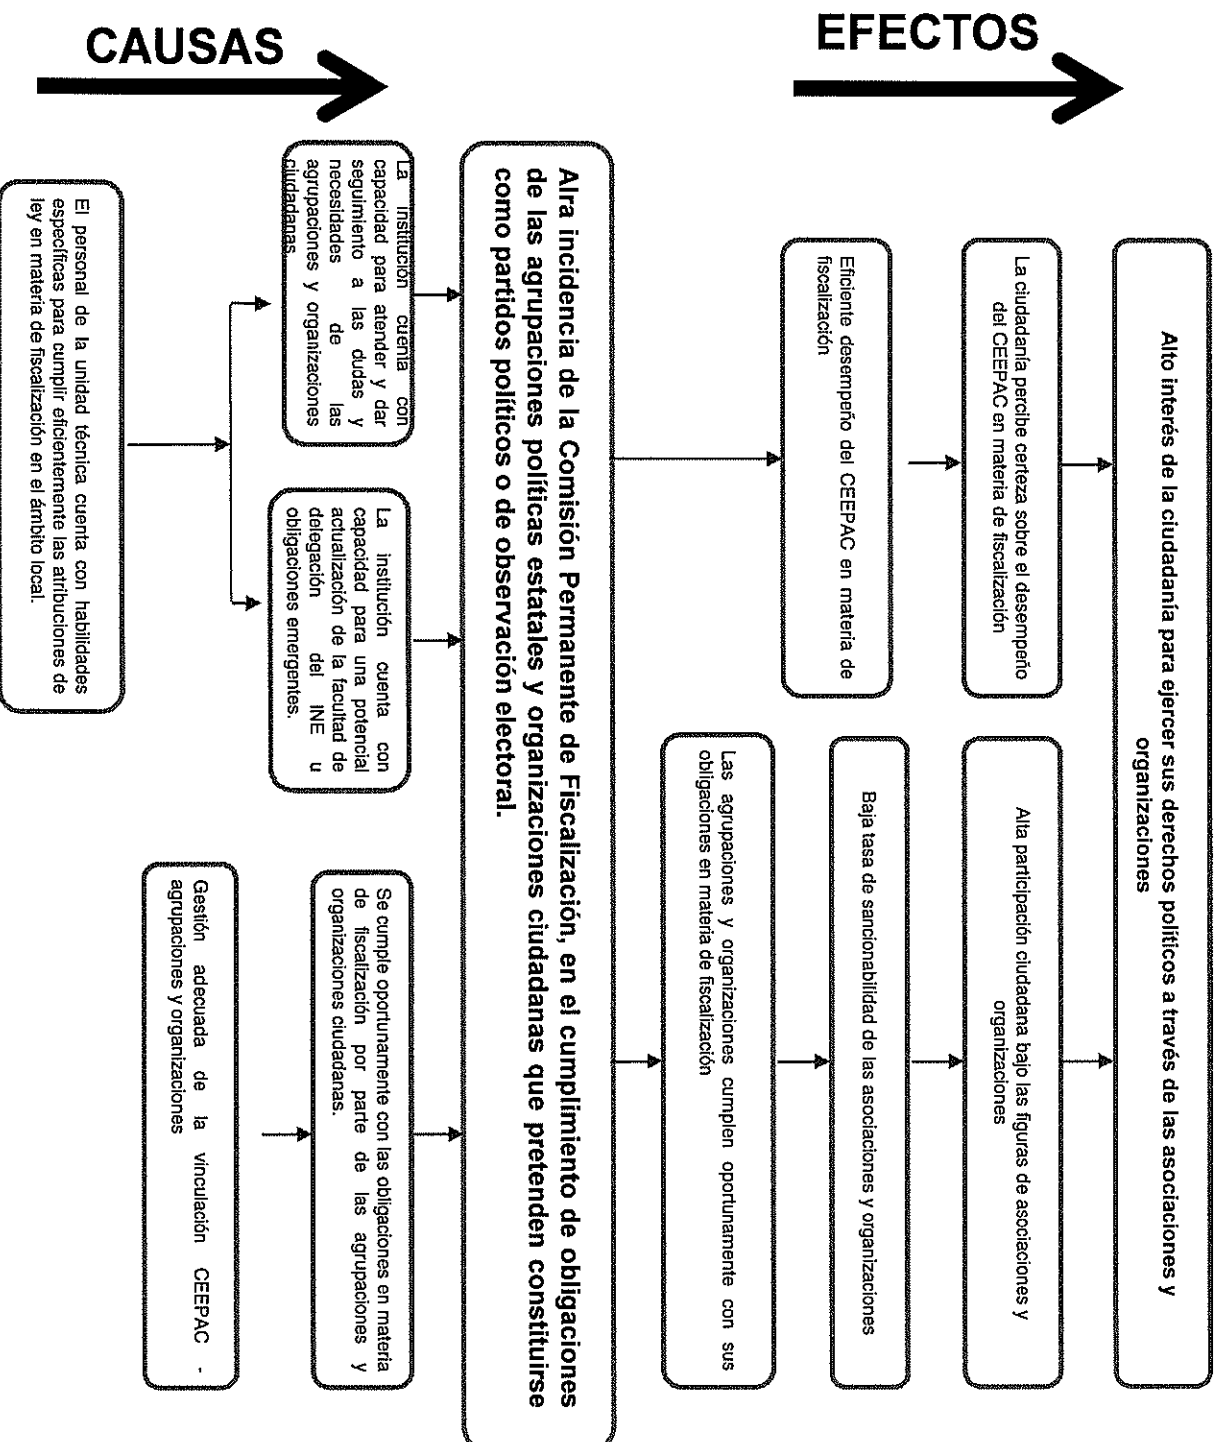 CAUSAS
EFECTOS
Alto interés de la ciudadanía para ejercer sus derechos políticos a través de las asociaciones y
organizaciones
La ciudadanía percibe certeza sobre el desempeño
del CEEPAC en materia de fiscalización
Alta participación ciudadana bajo las figuras de asociaciones y
organizaciones
Eficiente desempeño del CEEPAC en materia de
fiscalización
Baja tasa de sancionabilidad de las asociaciones y organizaciones
Las agrupaciones y organizaciones cumplen oportunamente con sus
obligaciones en materia de fiscalización
Alra incidencia de la Comisión Permanente de Fiscalización, en el cumplimiento de obligaciones
de las agrupaciones políticas estatales y organizaciones ciudadanas que pretenden constituirse
como partidos políticos o de observación electoral.
La institución cuenta con
capacidad para atender y dar
seguimiento a las dudas y
necesidades de las
agrupaciones y organizaciones
ciudadanas.
La institución cuenta con
capacidad para una potencial
actualización de la facultad de
delegación del INE u
obligaciones emergentes.
Se cumple oportunamente con las obligaciones en materia
de fiscalización por parte de las agrupaciones y
organizaciones ciudadanas.
El personal de la unidad técnica cuenta con habilidades
específicas para cumplir eficientemente las atribuciones de
ley en materia de fiscalización en el ámbito local.
Gestión adecuada de la vinculación CEEPAC -
agrupaciones y organizaciones